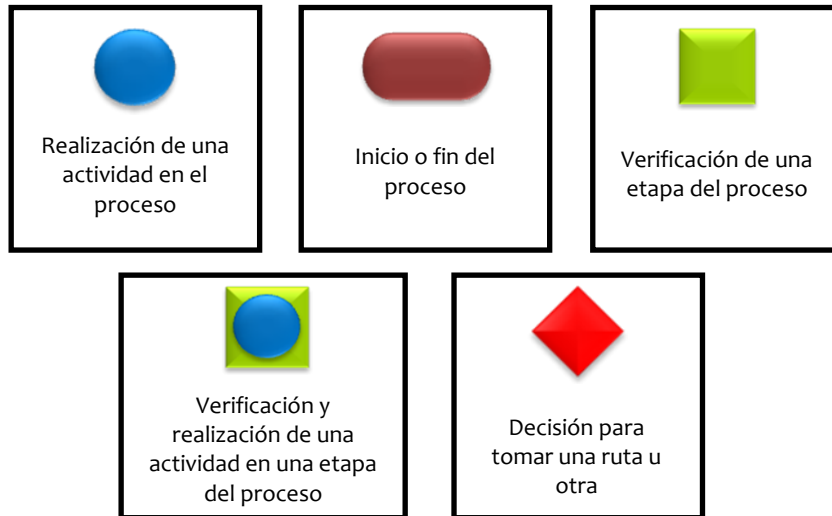 Realización de una
actividad en el
proceso
Inicio o fin del
proceso
Verificación de una
etapa del proceso
Verificación y
realización de una
actividad en una etapa
del proceso
Decisión para
tomar una ruta u
otra